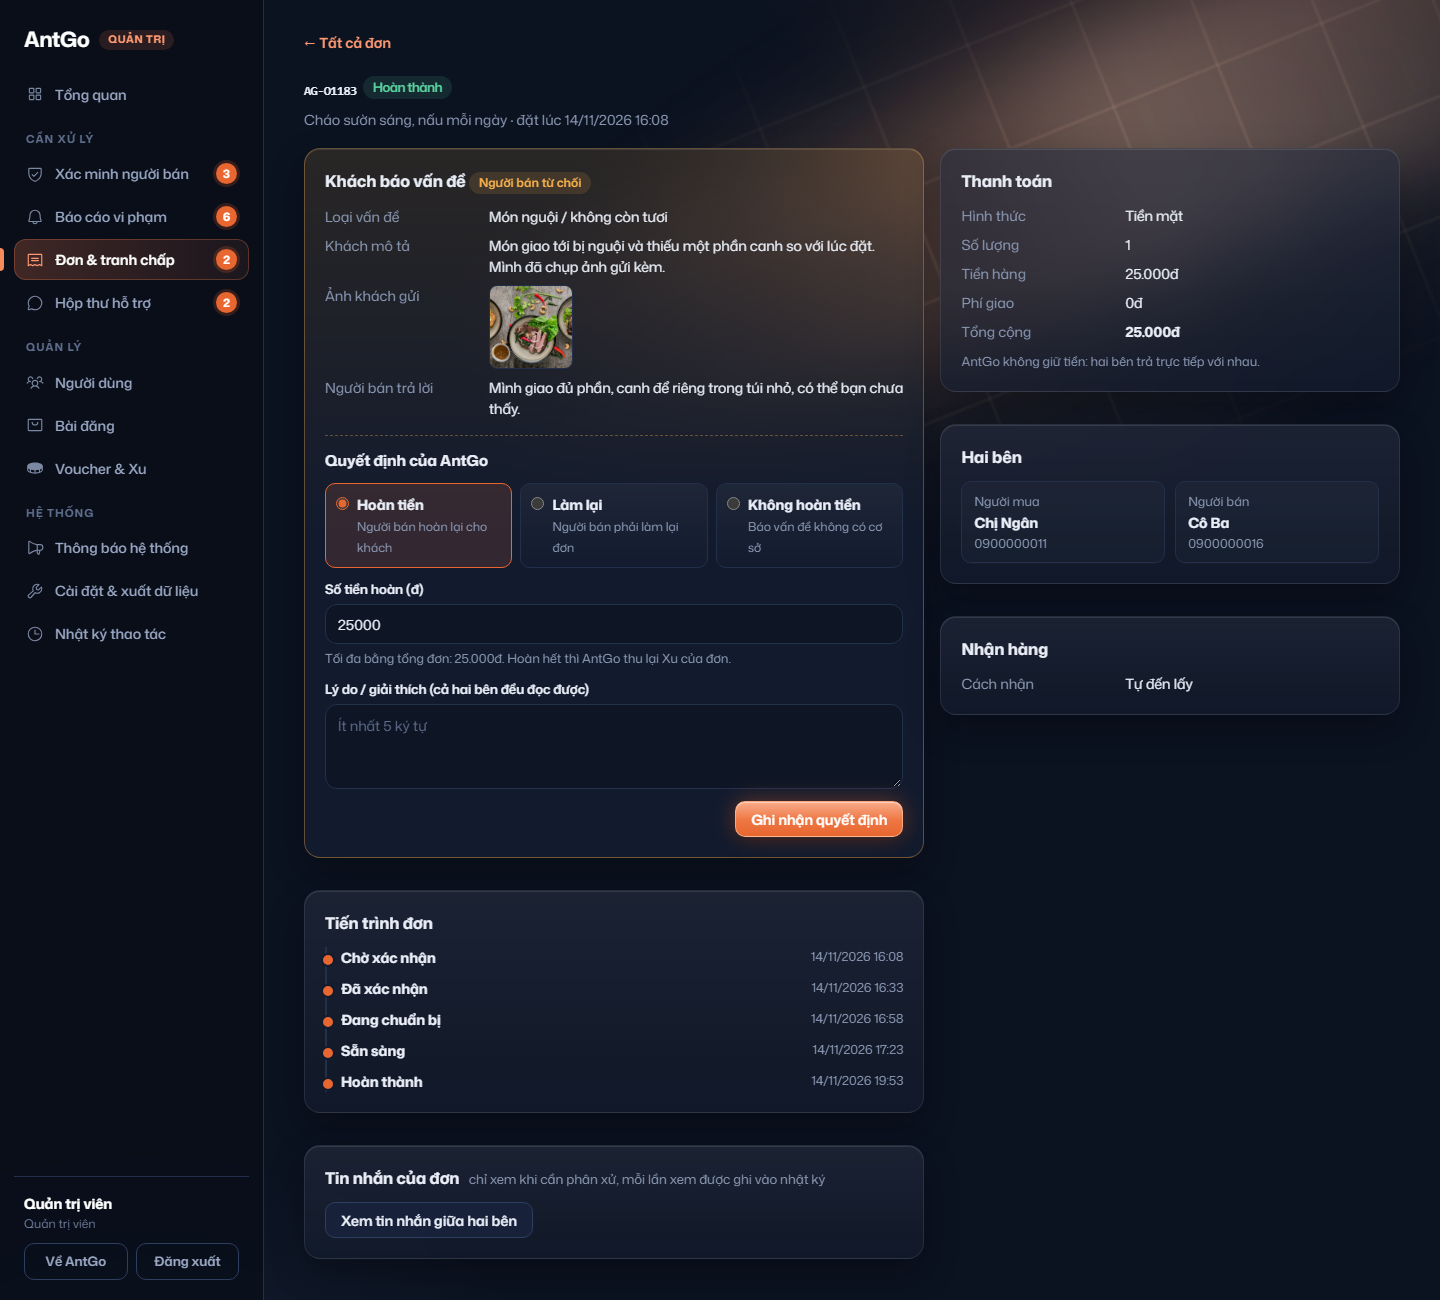 AntGo QUẢN TRỊ
Tổng quan
CẦN XỬ LÝ
Xác minh người bán 3
Báo cáo vi phạm 6
Đơn & tranh chấp 2
Hộp thư hỗ trợ 2
QUẢN LÝ
Người dùng
Bài đăng
Voucher & Xu
HỆ THỐNG
Thông báo hệ thống
Cài đặt & xuất dữ liệu
Nhật ký thao tác
Quản trị viên
Quản trị viên
Về AntGo
Đăng xuất
← Tất cả đơn
AG-01183 Hoàn thành
Cháo sườn sáng, nấu mỗi ngày · đặt lúc 14/11/2026 16:08
Khách báo vấn đề Người bán từ chối
Loại vấn đề Món nguội / không còn tươi
Khách mô tả Món giao tới bị nguội và thiếu một phần canh so với lúc đặt.
Mình đã chụp ảnh gửi kèm.
Ảnh khách gửi
Người bán trả lời Mình giao đủ phần, canh để riêng trong túi nhỏ, có thể bạn chưa
thấy.
Quyết định của AntGo
Hoàn tiền
Người bán hoàn lại cho
khách
Làm lại
Người bán phải làm lại
đơn
Không hoàn tiền
Báo vấn đề không có cơ
sở
Số tiền hoàn (đ)
25000
Tối đa bằng tổng đơn: 25.000đ. Hoàn hết thì AntGo thu lại Xu của đơn.
Lý do / giải thích (cả hai bên đều đọc được)
Ít nhất 5 ký tự
Ghi nhận quyết định
Tiến trình đơn
Chờ xác nhận 14/11/2026 16:08
Đã xác nhận 14/11/2026 16:33
Đang chuẩn bị 14/11/2026 16:58
Sẵn sàng 14/11/2026 17:23
Hoàn thành 14/11/2026 19:53
Tin nhắn của đơn chỉ xem khi cần phân xử, mỗi lần xem được ghi vào nhật ký
Xem tin nhắn giữa hai bên
Thanh toán
Hình thức Tiền mặt
Số lượng 1
Tiền hàng 25.000đ
Phí giao 0đ
Tổng cộng 25.000đ
AntGo không giữ tiền: hai bên trả trực tiếp với nhau.
Hai bên
Người mua
Chị Ngân
0900000011
Người bán
Cô Ba
0900000016
Nhận hàng
Cách nhận Tự đến lấy